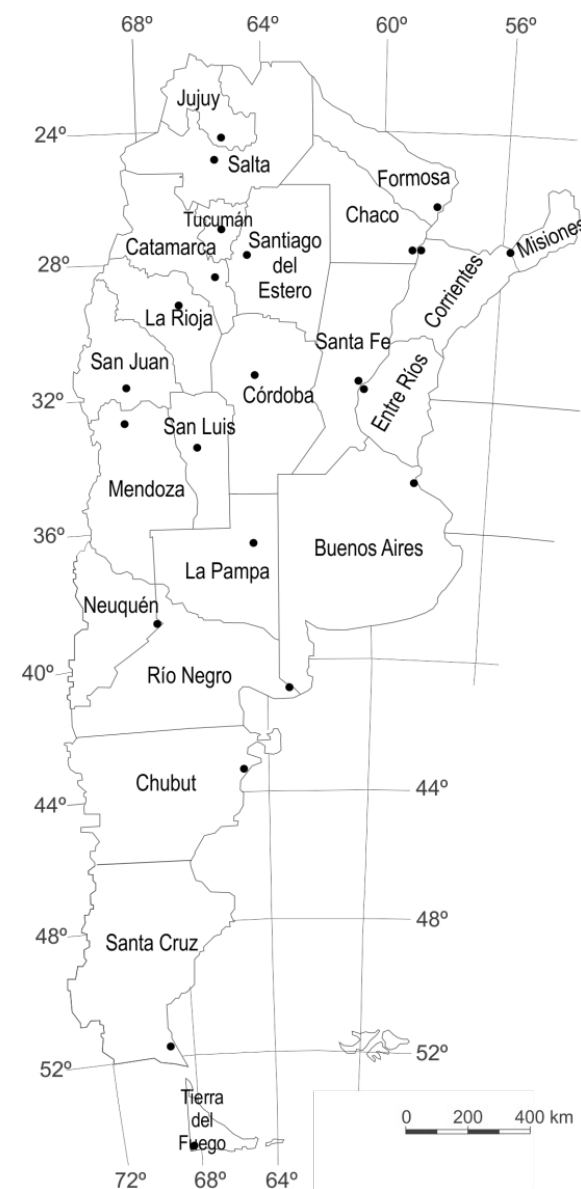 68º 64º 60º 56º
Jujuy
24º
Salta
Formosa
Chaco
Tucumán
Misiones
Catamarca
Santiago
del
Estero
28º
Corrientes
La Rioja
Santa Fe
San Juan
Córdoba
Entre Ríos
32º
San Luis
Mendoza
36º
Buenos Aires
La Pampa
Neuquén
40º
Río Negro
Chubut
44º
44º
48º
48º
Santa Cruz
52º
52º
Tierra
del
Fuego
0 200 400 km
72º 68º 64º